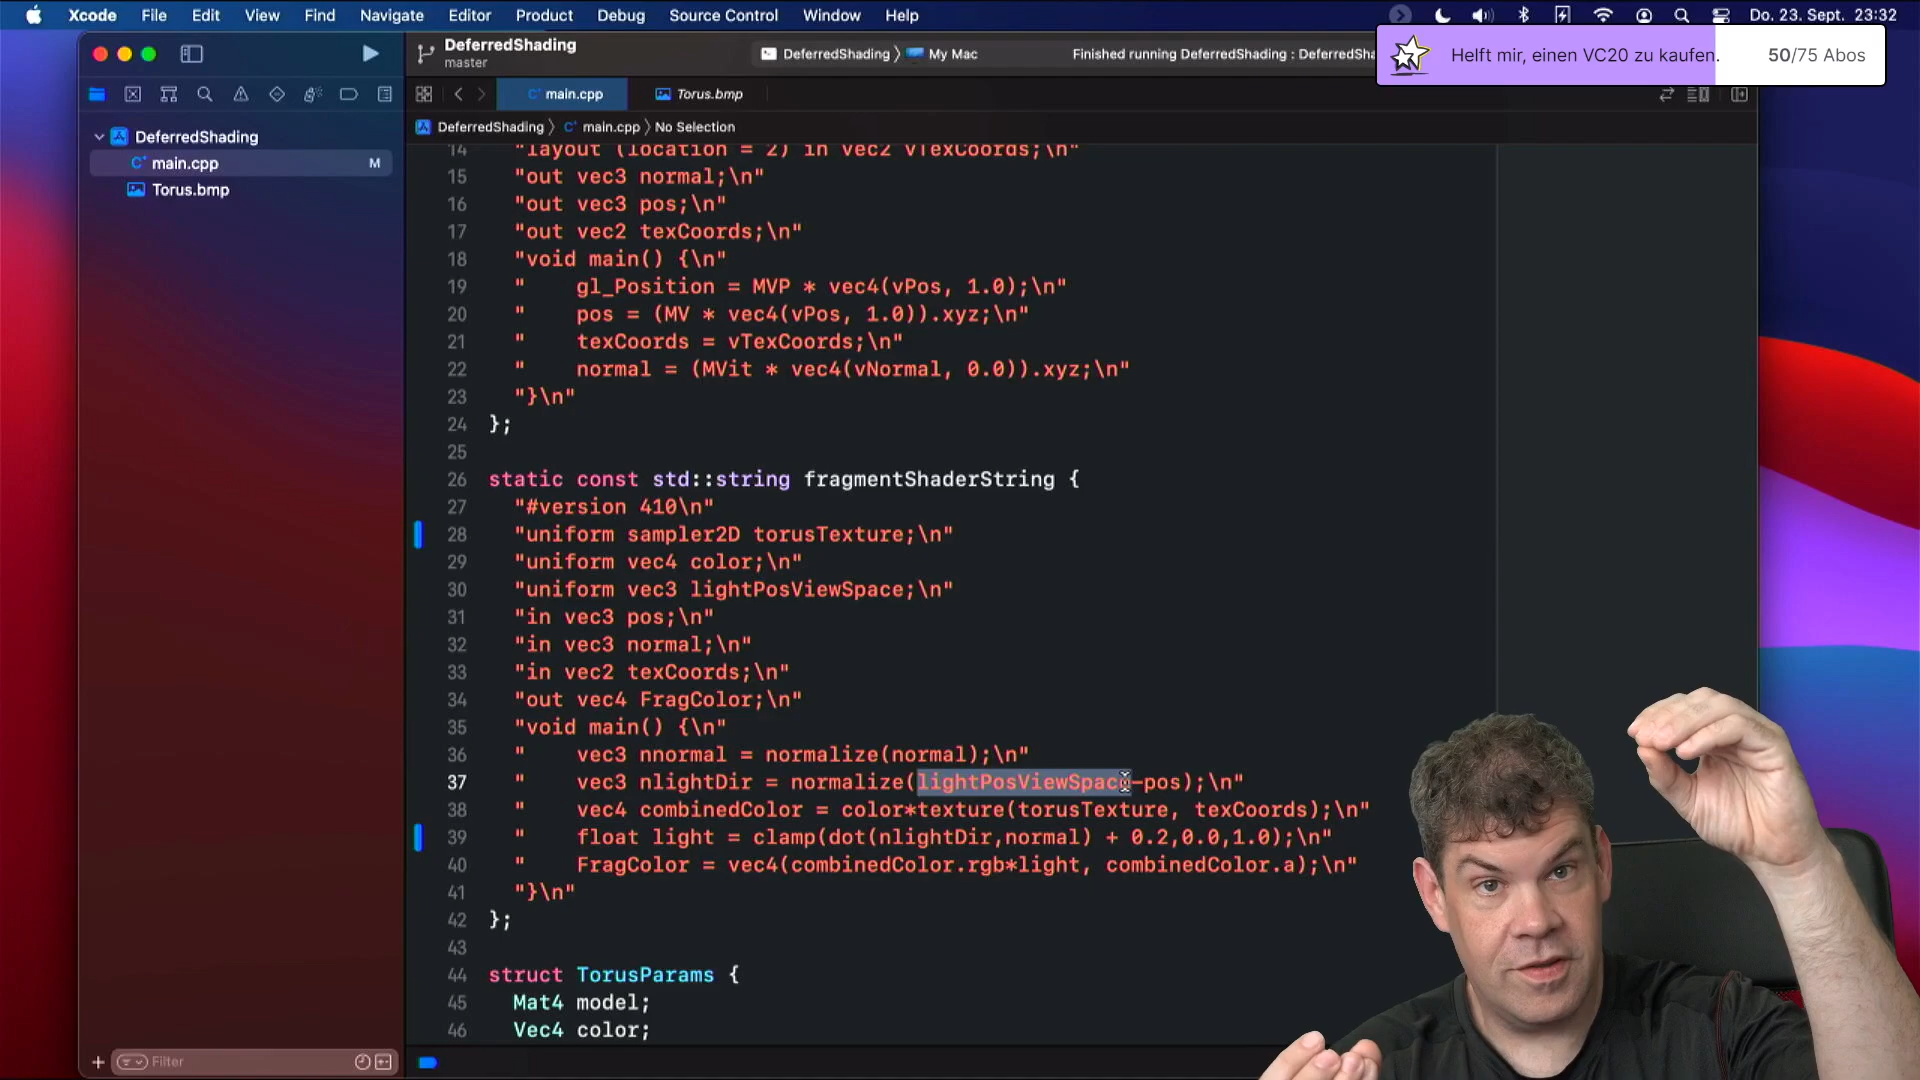 Xcode File Edit View Find Navigate Editor Product Debug Source Control Window Help
Do. 23. Sept. 23:32
Helft mir, einen VC20 zu kaufen. 50/75 Abos
DeferredShading
master
DeferredShading My Mac
Finished running DeferredShading : DeferredSha
main.cpp Torus.bmp
DeferredShading main.cpp No Selection
DeferredShading
main.cpp M
Torus.bmp
14 "layout (location = 2) in vec2 vTexCoords;\n"
15 "out vec3 normal;\n"
16 "out vec3 pos;\n"
17 "out vec2 texCoords;\n"
18 "void main() {\n"
19 " gl_Position = MVP * vec4(vPos, 1.0);\n"
20 " pos = (MV * vec4(vPos, 1.0)).xyz;\n"
21 " texCoords = vTexCoords;\n"
22 " normal = (MVit * vec4(vNormal, 0.0)).xyz;\n"
23 "}\n"
24 };
25
26 static const std::string fragmentShaderString {
27 "#version 410\n"
28 "uniform sampler2D torusTexture;\n"
29 "uniform vec4 color;\n"
30 "uniform vec3 lightPosViewSpace;\n"
31 "in vec3 pos;\n"
32 "in vec3 normal;\n"
33 "in vec2 texCoords;\n"
34 "out vec4 FragColor;\n"
35 "void main() {\n"
36 " vec3 nnormal = normalize(normal);\n"
37 " vec3 nlightDir = normalize(lightPosViewSpace-pos);\n"
38 " vec4 combinedColor = color*texture(torusTexture, texCoords);\n"
39 " float light = clamp(dot(nlightDir,normal) + 0.2,0.0,1.0);\n"
40 " FragColor = vec4(combinedColor.rgb*light, combinedColor.a);\n"
41 "}\n"
42 };
43
44 struct TorusParams {
45 Mat4 model;
46 Vec4 color;
Filter